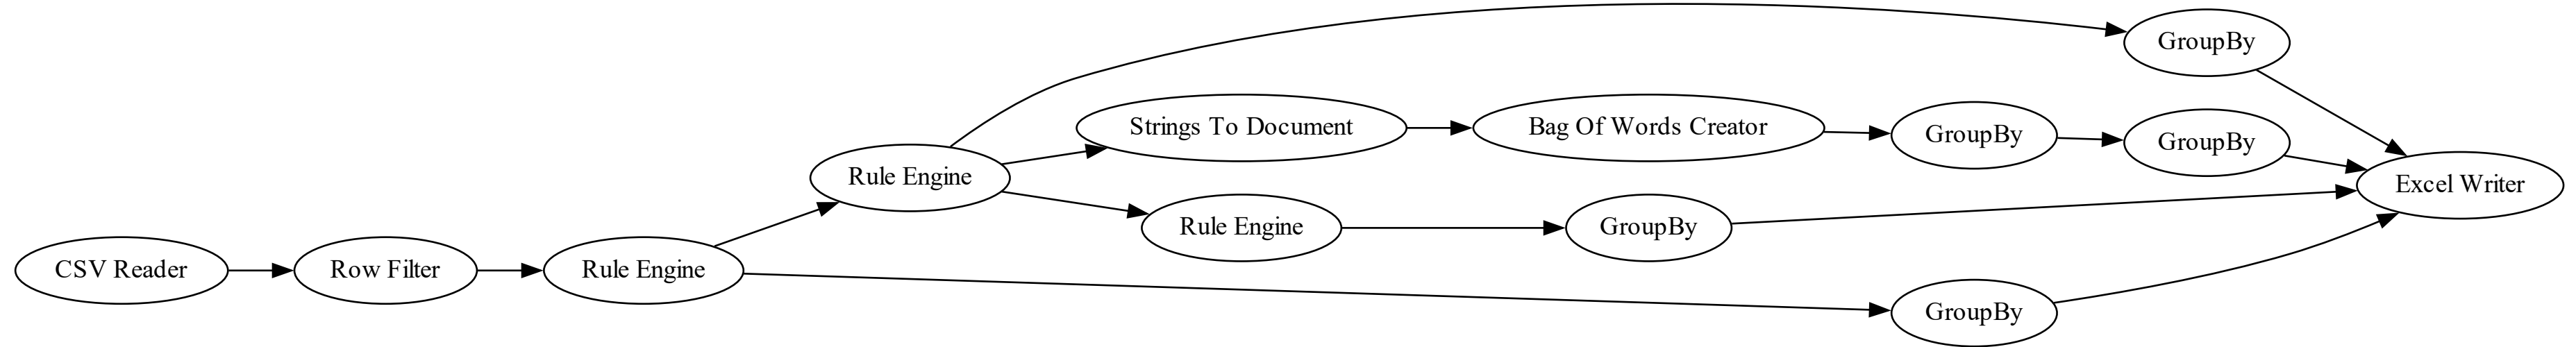 GroupBy
Strings To Document
Bag Of Words Creator
GroupBy
GroupBy
Rule Engine
Excel Writer
Rule Engine
GroupBy
CSV Reader
Row Filter
Rule Engine
GroupBy